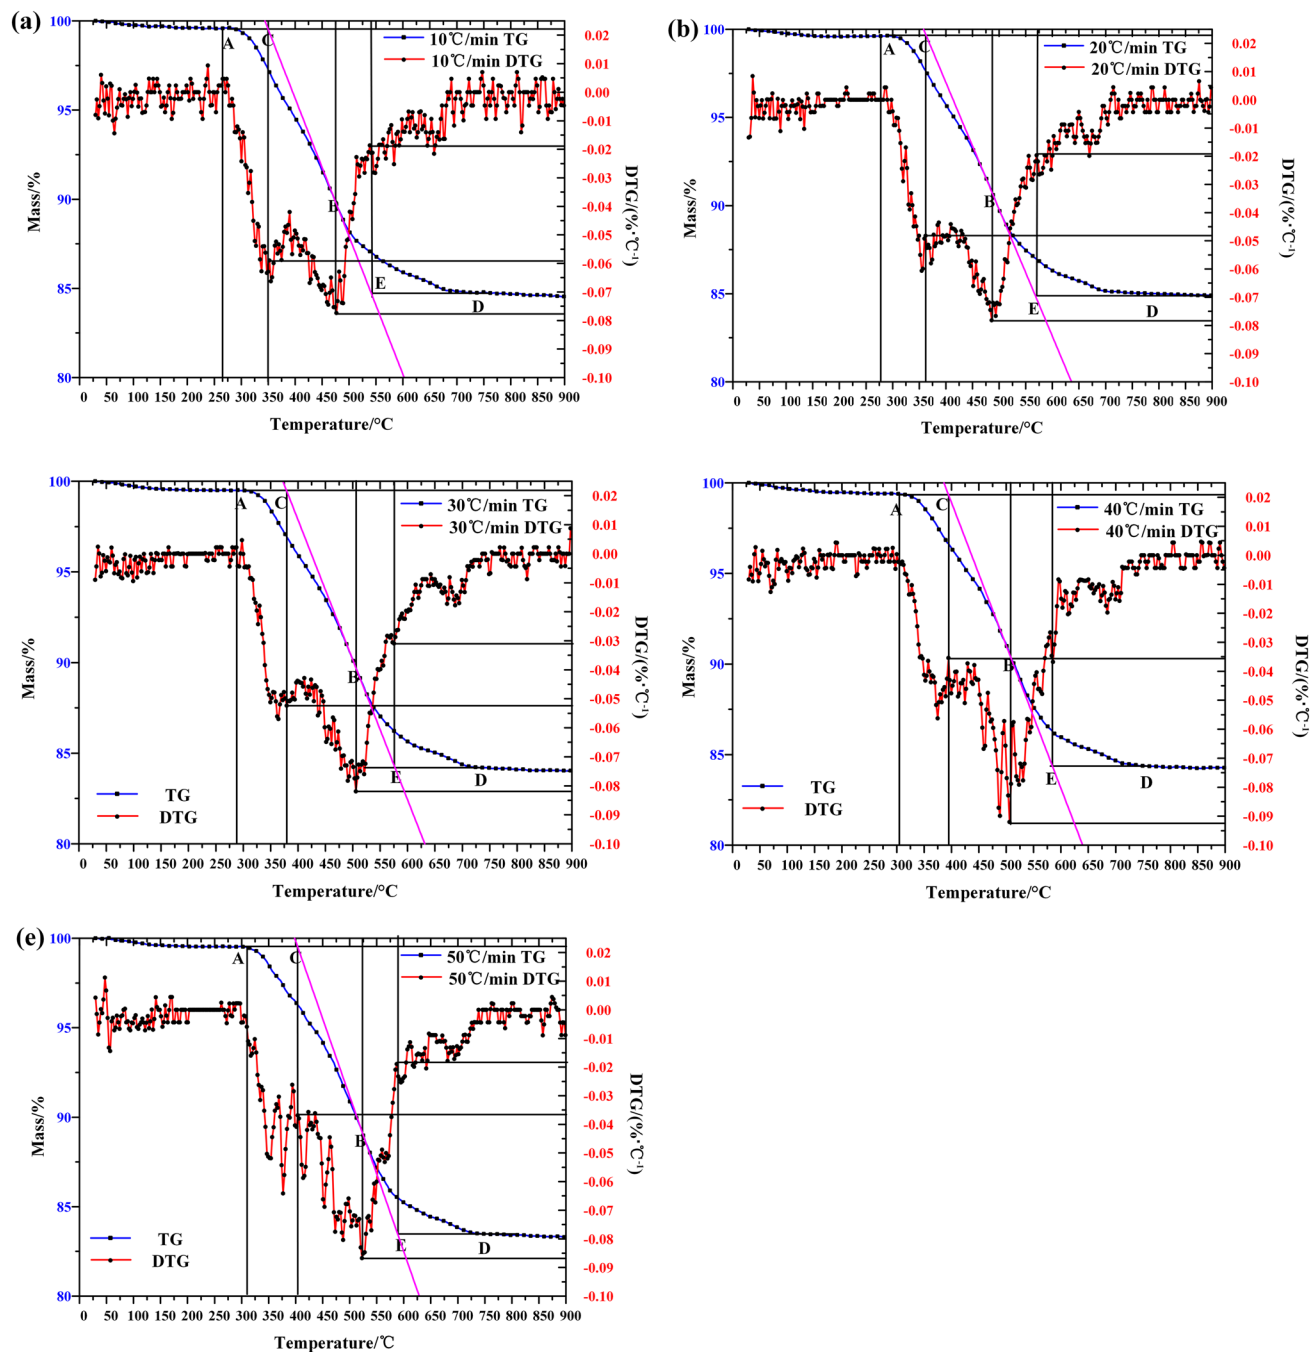 (a)
100
95
90
85
80
Mass/%
A
C
B
E
D
10℃/min TG
10℃/min DTG
0.02
0.01
0.00
-0.01
-0.02
-0.03
-0.04
-0.05
-0.06
-0.07
-0.08
-0.09
-0.10
DTG/(%·℃⁻¹)
0 50 100 150 200 250 300 350 400 450 500 550 600 650 700 750 800 850 900
Temperature/°C
(b)
100
95
90
85
80
Mass/%
A
C
B
E
D
20℃/min TG
20℃/min DTG
0.02
0.01
0.00
-0.01
-0.02
-0.03
-0.04
-0.05
-0.06
-0.07
-0.08
-0.09
-0.10
DTG/(%·℃⁻¹)
0 50 100 150 200 250 300 350 400 450 500 550 600 650 700 750 800 850 900
Temperature/°C
100
95
90
85
80
Mass/%
A
C
B
E
D
30℃/min TG
30℃/min DTG
TG
DTG
0.02
0.01
0.00
-0.01
-0.02
-0.03
-0.04
-0.05
-0.06
-0.07
-0.08
-0.09
-0.10
DTG/(%·℃⁻¹)
0 50 100 150 200 250 300 350 400 450 500 550 600 650 700 750 800 850 900
Temperature/°C
100
95
90
85
80
Mass/%
A
C
B
E
D
40℃/min TG
40℃/min DTG
TG
DTG
0.02
0.01
0.00
-0.01
-0.02
-0.03
-0.04
-0.05
-0.06
-0.07
-0.08
-0.09
-0.10
DTG/(%·℃⁻¹)
0 50 100 150 200 250 300 350 400 450 500 550 600 650 700 750 800 850 900
Temperature/°C
(e)
100
95
90
85
80
Mass/%
A
C
B
E
D
50℃/min TG
50℃/min DTG
TG
DTG
0.02
0.01
0.00
-0.01
-0.02
-0.03
-0.04
-0.05
-0.06
-0.07
-0.08
-0.09
-0.10
DTG/(%·℃⁻¹)
0 50 100 150 200 250 300 350 400 450 500 550 600 650 700 750 800 850 900
Temperature/℃